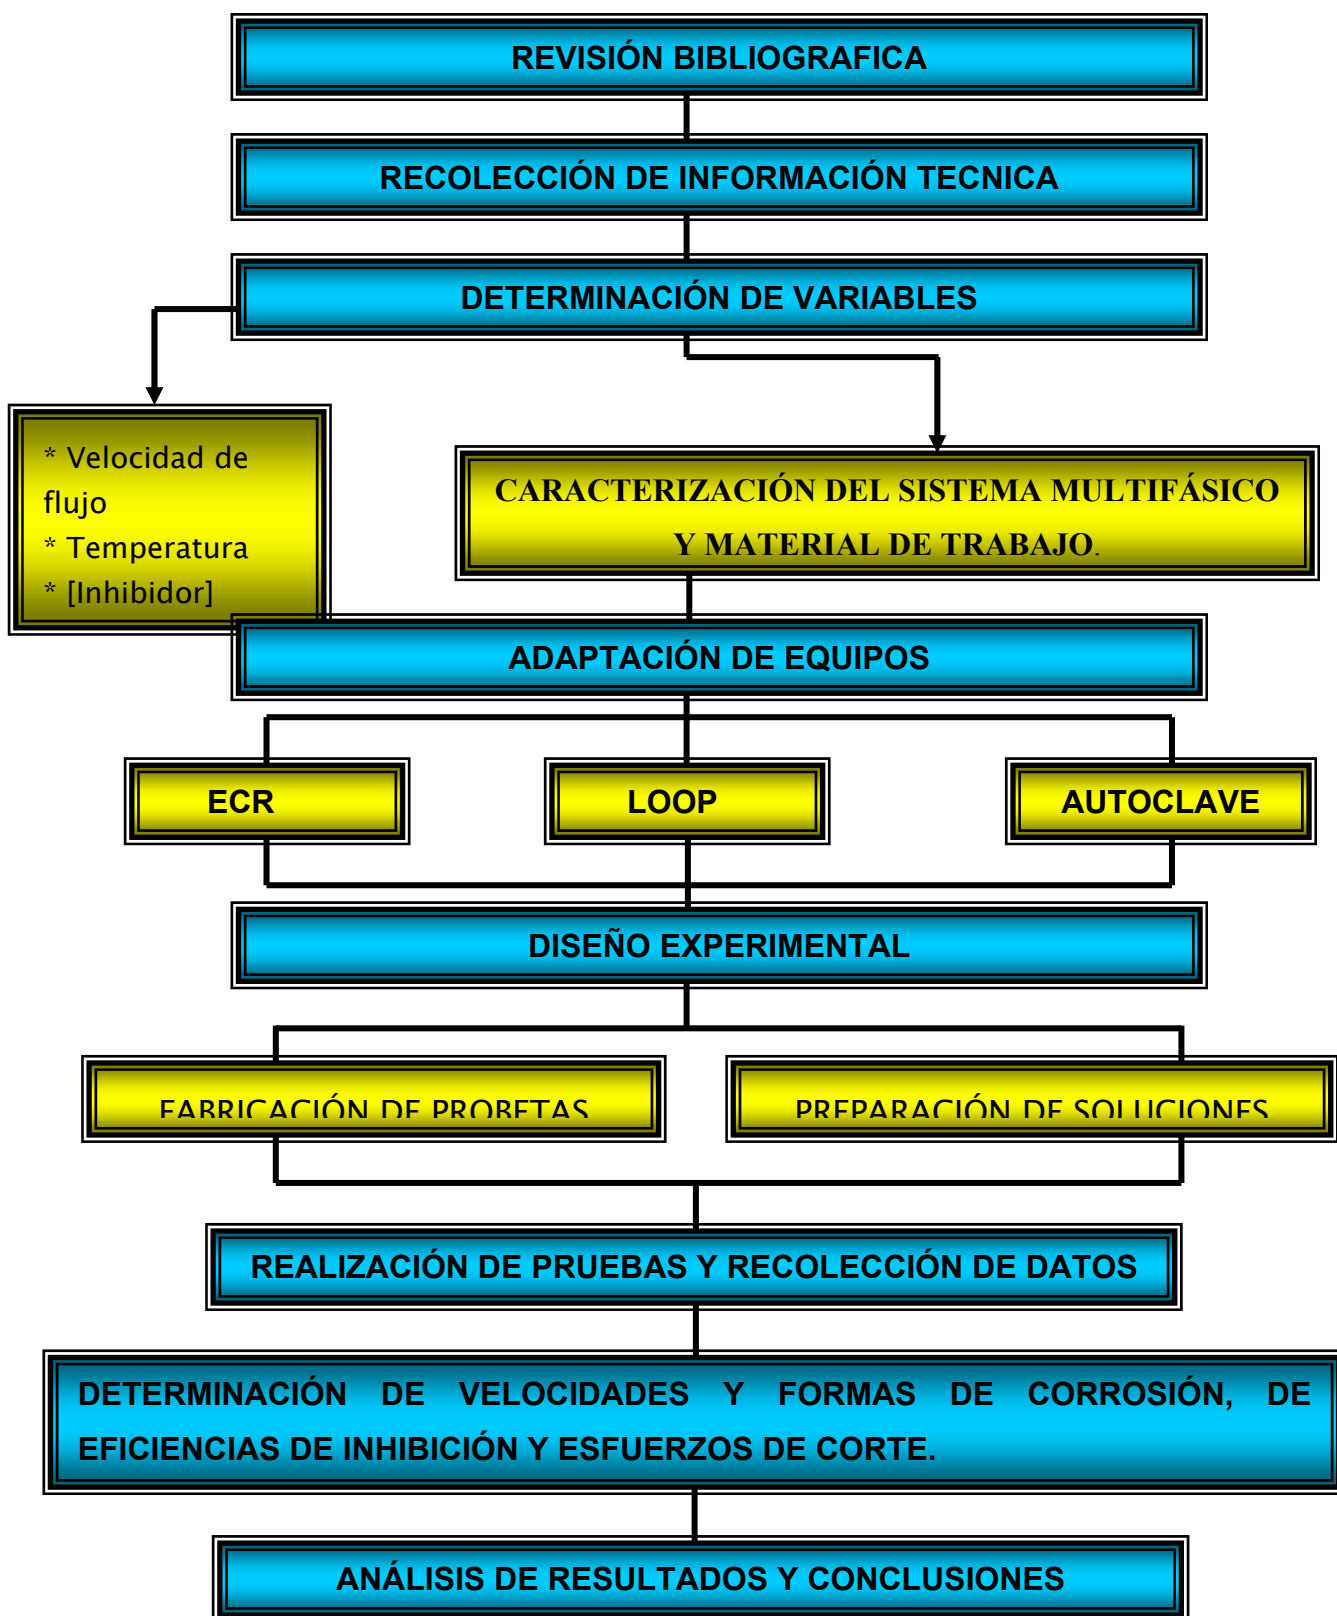 REVISIÓN BIBLIOGRAFICA
RECOLECCIÓN DE INFORMACIÓN TECNICA
DETERMINACIÓN DE VARIABLES
* Velocidad de
flujo
* Temperatura
* [Inhibidor]
CARACTERIZACIÓN DEL SISTEMA MULTIFÁSICO
Y MATERIAL DE TRABAJO.
ADAPTACIÓN DE EQUIPOS
ECR
LOOP
AUTOCLAVE
DISEÑO EXPERIMENTAL
FABRICACIÓN DE PROBETAS
PREPARACIÓN DE SOLUCIONES
REALIZACIÓN DE PRUEBAS Y RECOLECCIÓN DE DATOS
DETERMINACIÓN DE VELOCIDADES Y FORMAS DE CORROSIÓN, DE
EFICIENCIAS DE INHIBICIÓN Y ESFUERZOS DE CORTE.
ANÁLISIS DE RESULTADOS Y CONCLUSIONES